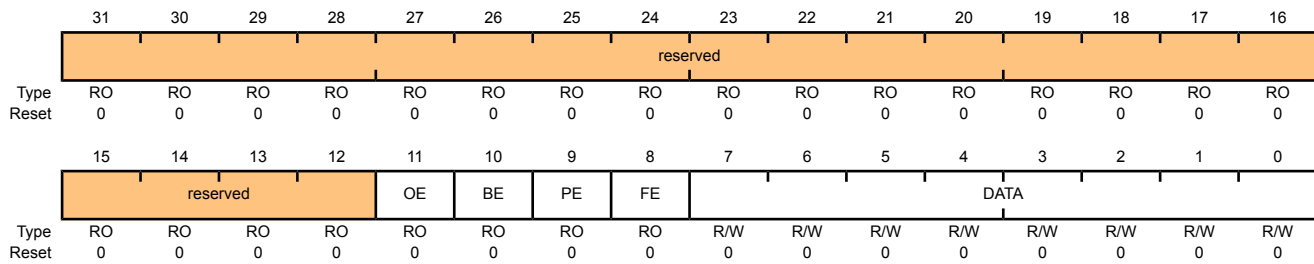 31 30 29 28 27 26 25 24 23 22 21 20 19 18 17 16
reserved
Type RO RO RO RO RO RO RO RO RO RO RO RO RO RO RO RO
Reset 0 0 0 0 0 0 0 0 0 0 0 0 0 0 0 0
15 14 13 12 11 10 9 8 7 6 5 4 3 2 1 0
reserved OE BE PE FE DATA
Type RO RO RO RO RO RO RO RO R/W R/W R/W R/W R/W R/W R/W R/W
Reset 0 0 0 0 0 0 0 0 0 0 0 0 0 0 0 0